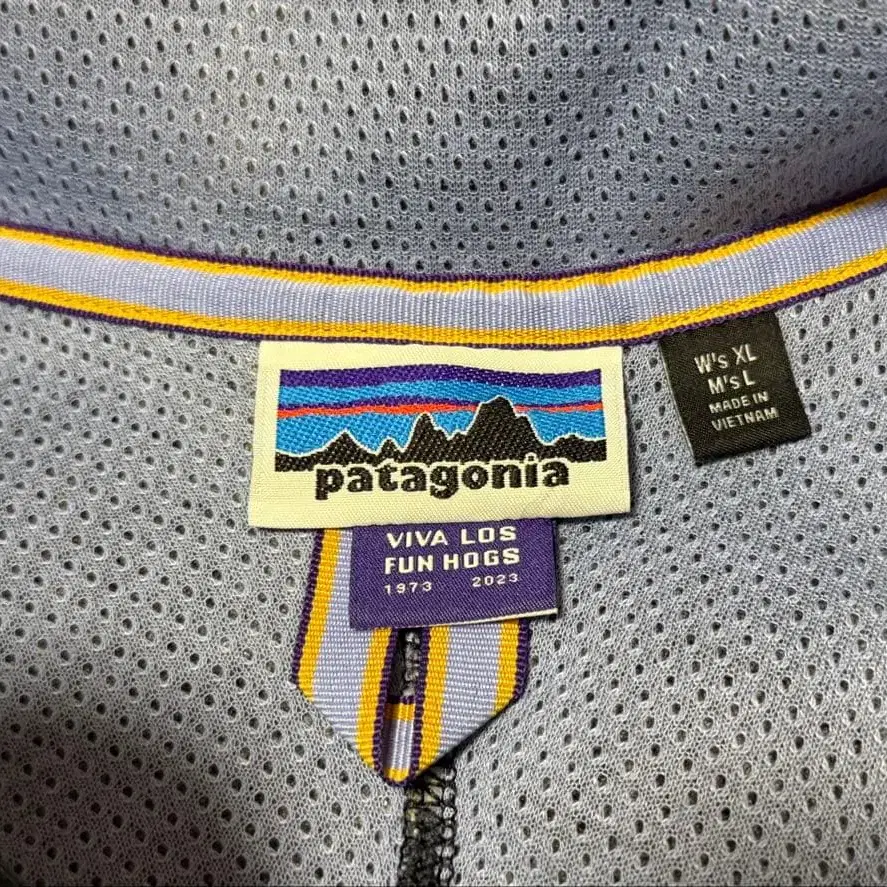 patagonia
VIVA LOS
FUN HOGS
1973 2023
W's XL
M's L
MADE IN
VIETNAM